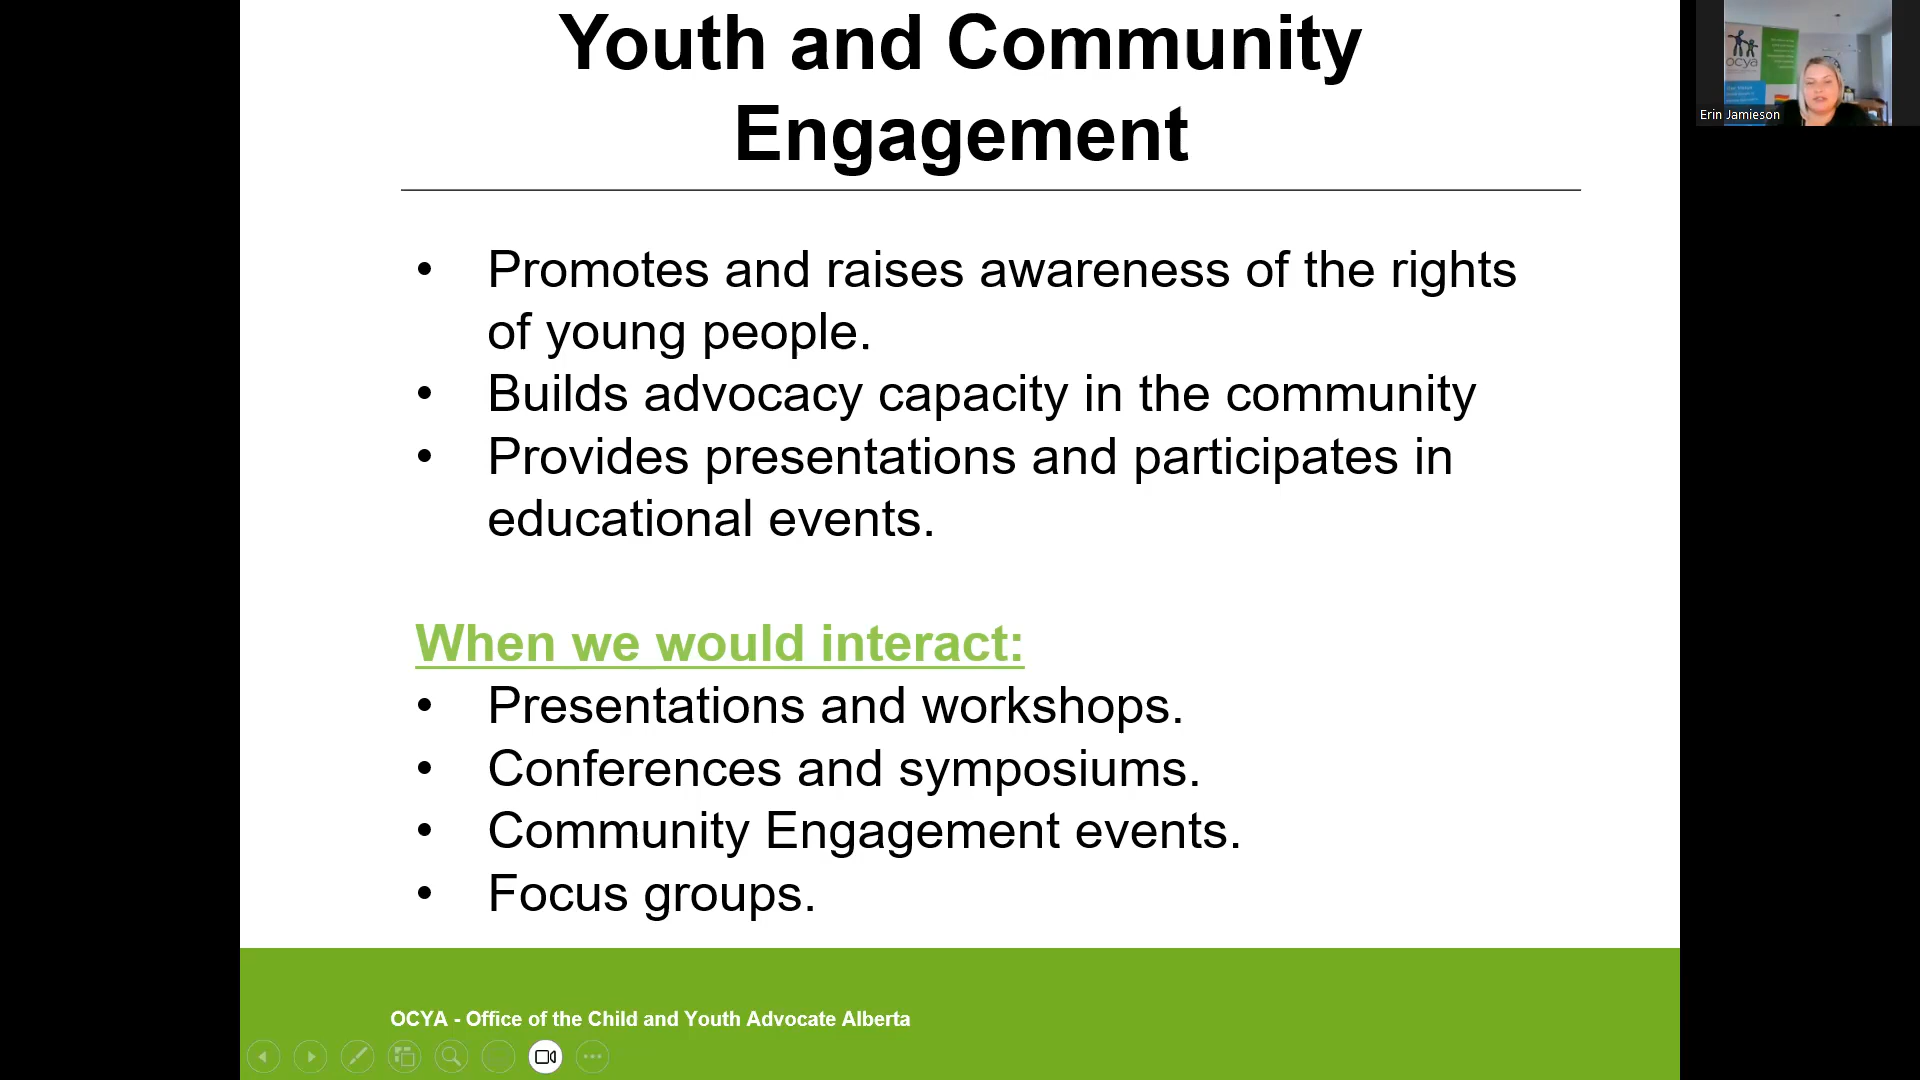 Youth and Community
Engagement
• Promotes and raises awareness of the rights
of young people.
• Builds advocacy capacity in the community
• Provides presentations and participates in
educational events.
When we would interact:
• Presentations and workshops.
• Conferences and symposiums.
• Community Engagement events.
• Focus groups.
OCYA - Office of the Child and Youth Advocate Alberta
ocya
Erin Jamieson